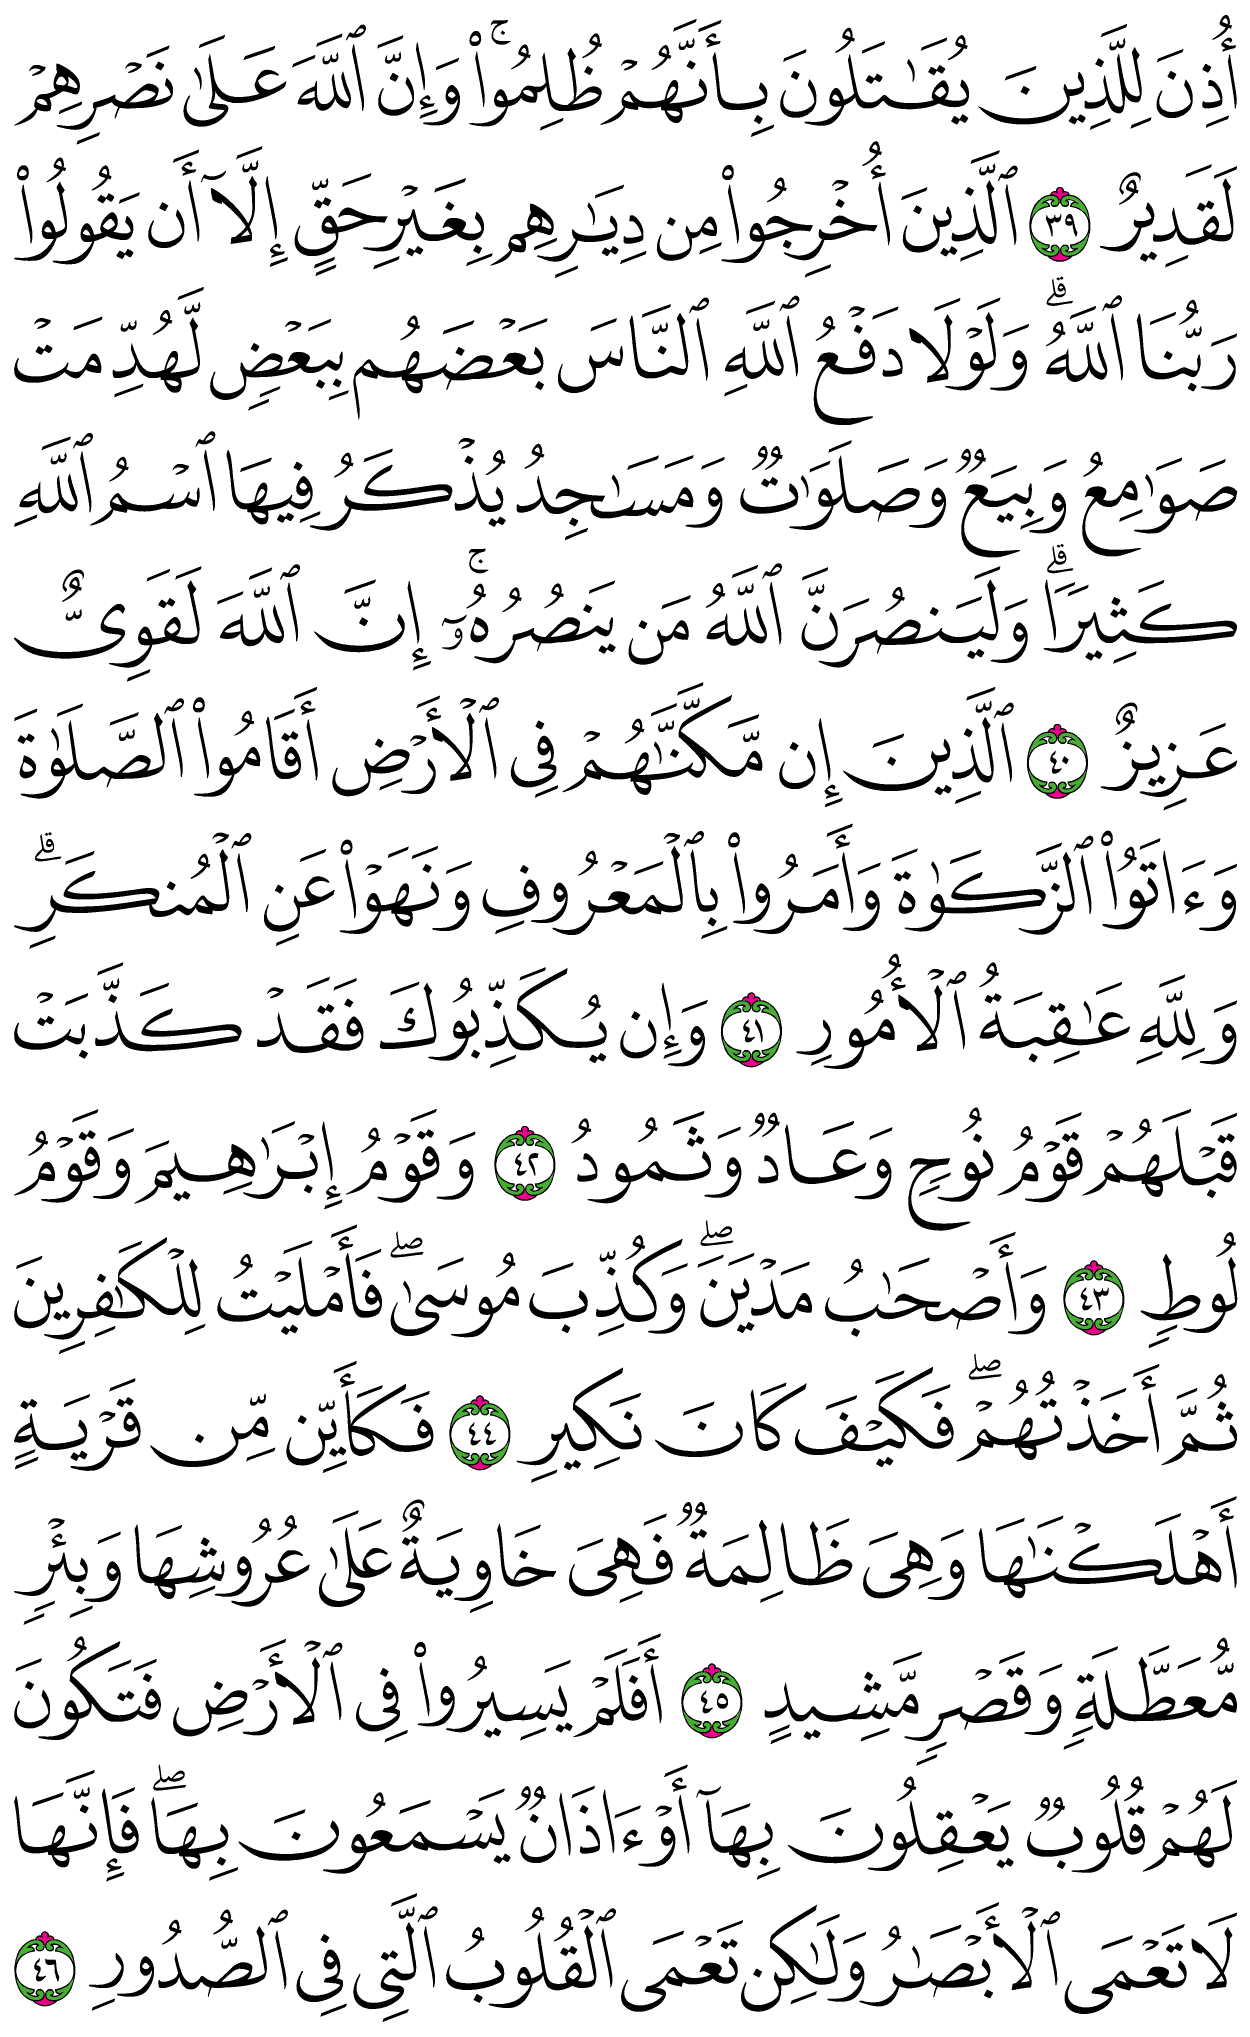 أُذِنَ لِلَّذِينَ يُقَـٰتَلُونَ بِأَنَّهُمْ ظُلِمُوا۟ ۚ وَإِنَّ ٱللَّهَ عَلَىٰ نَصْرِهِمْ
لَقَدِيرٌ ٣٩ ٱلَّذِينَ أُخْرِجُوا۟ مِن دِيَـٰرِهِم بِغَيْرِ حَقٍّ إِلَّآ أَن يَقُولُوا۟
رَبُّنَا ٱللَّهُ ۗ وَلَوْلَا دَفْعُ ٱللَّهِ ٱلنَّاسَ بَعْضَهُم بِبَعْضٍ لَّهُدِّمَتْ
صَوَٰمِعُ وَبِيَعٌ وَصَلَوَٰتٌ وَمَسَـٰجِدُ يُذْكَرُ فِيهَا ٱسْمُ ٱللَّهِ
كَثِيرًا ۗ وَلَيَنصُرَنَّ ٱللَّهُ مَن يَنصُرُهُۥٓ ۚ إِنَّ ٱللَّهَ لَقَوِىٌّ
عَزِيزٌ ٤٠ ٱلَّذِينَ إِن مَّكَّنَّـٰهُمْ فِى ٱلْأَرْضِ أَقَامُوا۟ ٱلصَّلَوٰةَ
وَءَاتَوُا۟ ٱلزَّكَوٰةَ وَأَمَرُوا۟ بِٱلْمَعْرُوفِ وَنَهَوْا۟ عَنِ ٱلْمُنكَرِ ۗ
وَلِلَّهِ عَـٰقِبَةُ ٱلْأُمُورِ ٤١ وَإِن يُكَذِّبُوكَ فَقَدْ كَذَّبَتْ
قَبْلَهُمْ قَوْمُ نُوحٍ وَعَادٌ وَثَمُودُ ٤٢ وَقَوْمُ إِبْرَٰهِيمَ وَقَوْمُ
لُوطٍ ٤٣ وَأَصْحَـٰبُ مَدْيَنَ ۖ وَكُذِّبَ مُوسَىٰ ۖ فَأَمْلَيْتُ لِلْكَـٰفِرِينَ
ثُمَّ أَخَذْتُهُمْ ۖ فَكَيْفَ كَانَ نَكِيرِ ٤٤ فَكَأَيِّن مِّن قَرْيَةٍ
أَهْلَكْنَـٰهَا وَهِىَ ظَالِمَةٌ فَهِىَ خَاوِيَةٌ عَلَىٰ عُرُوشِهَا وَبِئْرٍ
مُّعَطَّلَةٍ وَقَصْرٍ مَّشِيدٍ ٤٥ أَفَلَمْ يَسِيرُوا۟ فِى ٱلْأَرْضِ فَتَكُونَ
لَهُمْ قُلُوبٌ يَعْقِلُونَ بِهَآ أَوْ ءَاذَانٌ يَسْمَعُونَ بِهَا ۖ فَإِنَّهَا
لَا تَعْمَى ٱلْأَبْصَـٰرُ وَلَـٰكِن تَعْمَى ٱلْقُلُوبُ ٱلَّتِى فِى ٱلصُّدُورِ ٤٦